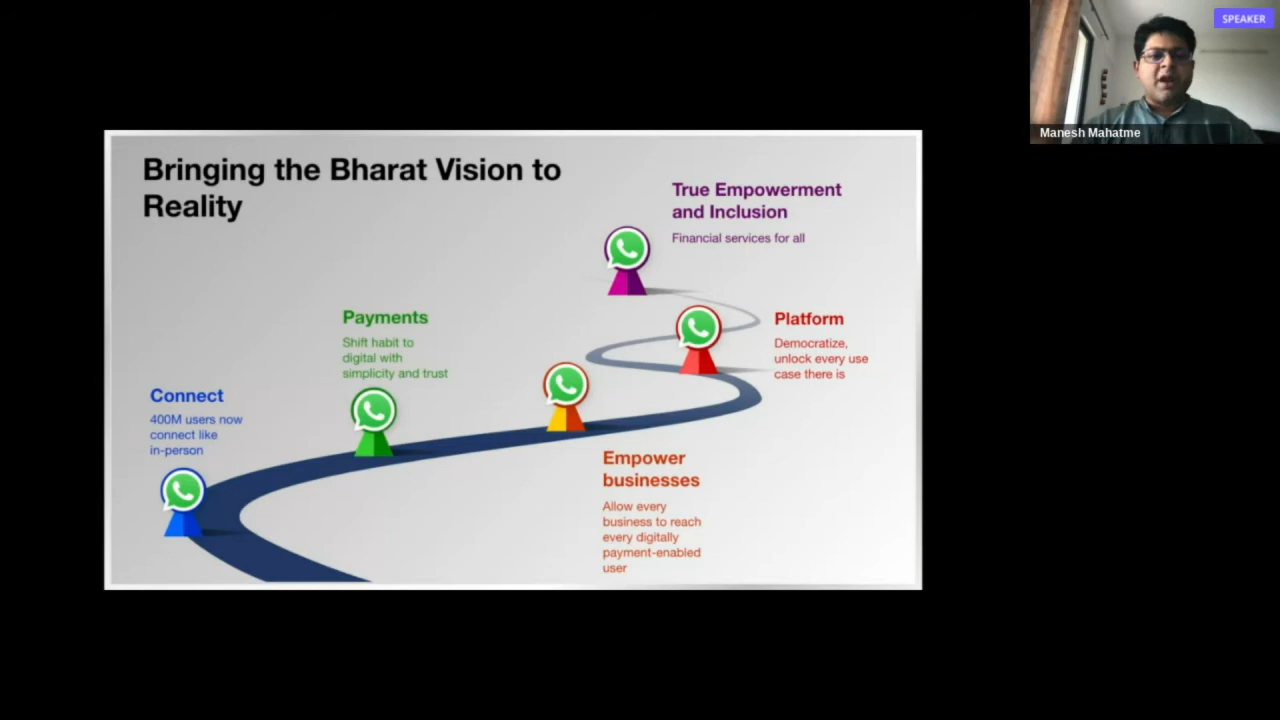 SPEAKER
Manesh Mahatme
Bringing the Bharat Vision to
Reality
True Empowerment
and Inclusion
Financial services for all
Payments
Shift habit to
digital with
simplicity and trust
Platform
Democratize,
unlock every use
case there is
Connect
400M users now
connect like
in-person
Empower
businesses
Allow every
business to reach
every digitally
payment-enabled
user